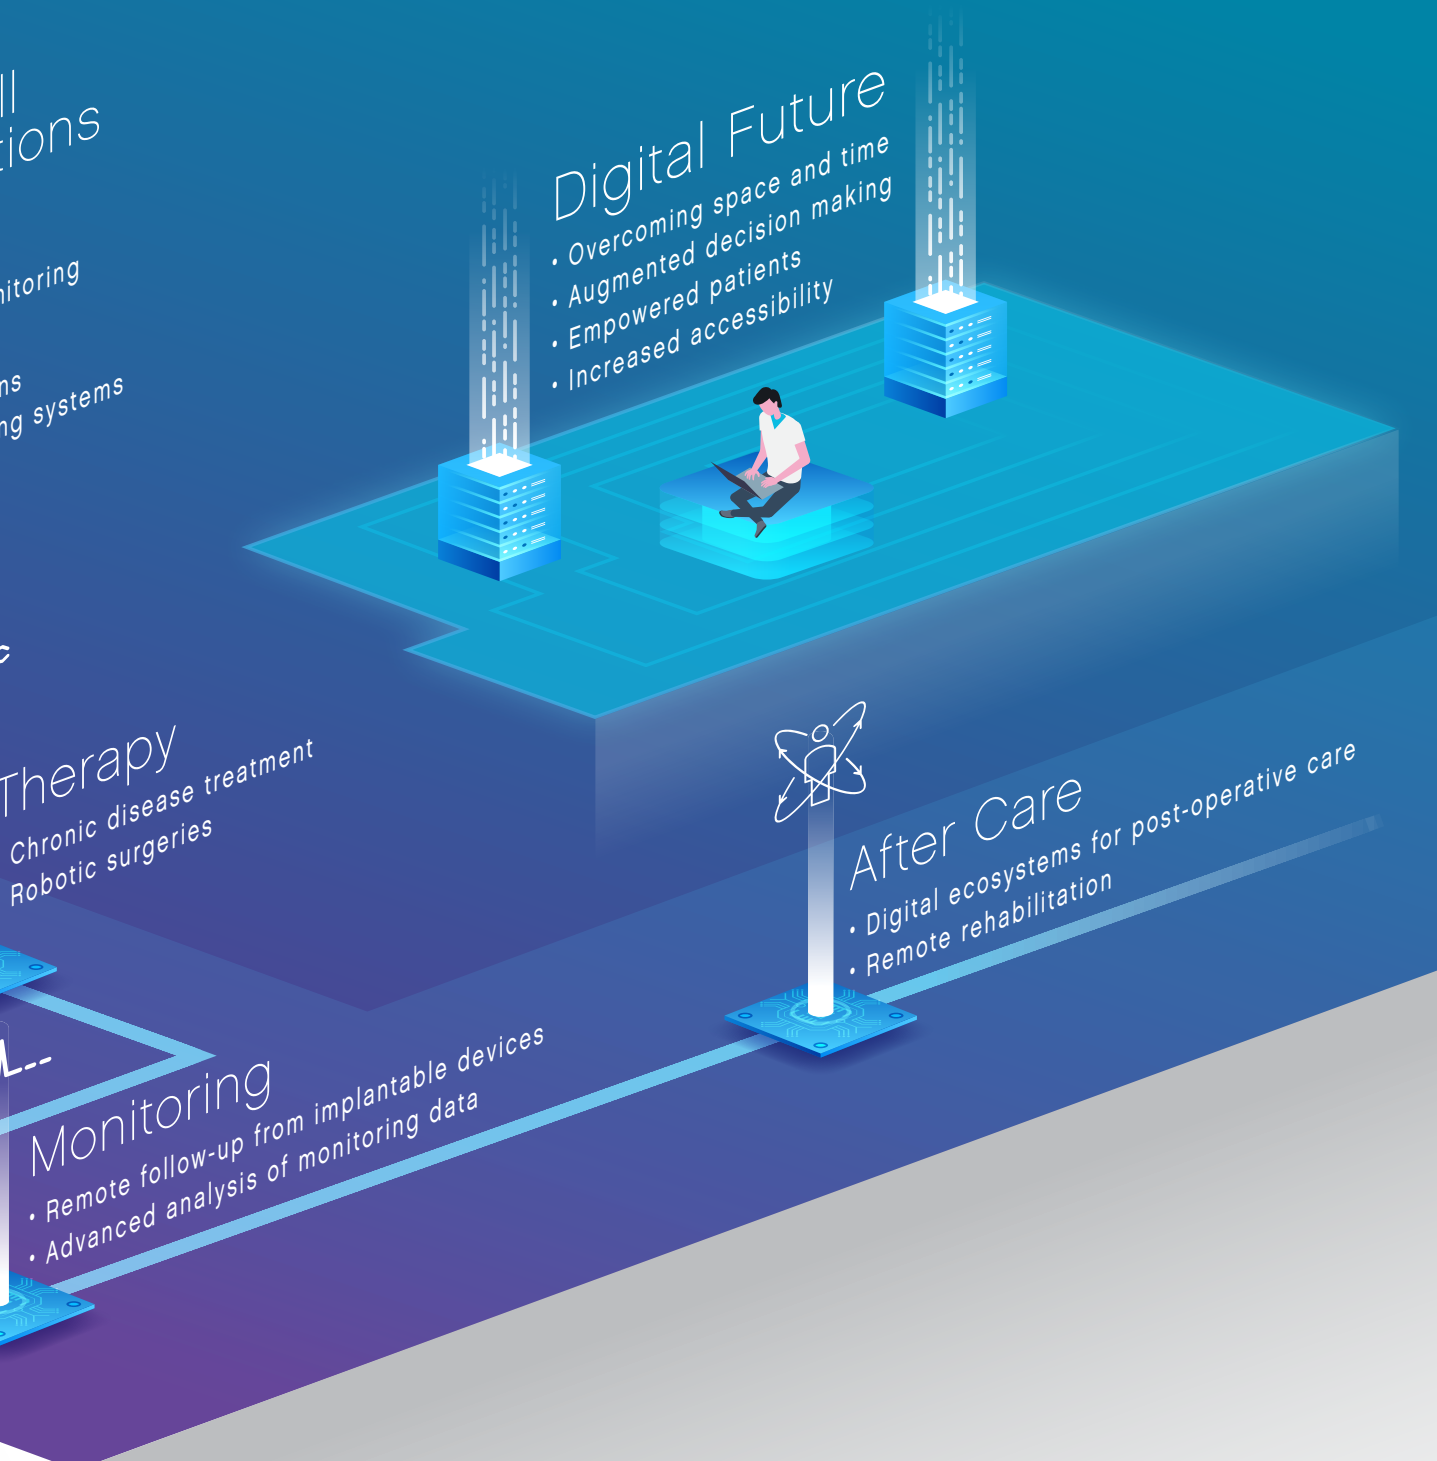 Digital Future
• Overcoming space and time
• Augmented decision making
• Empowered patients
• Increased accessibility
systems
Therapy
Chronic disease treatment
Robotic surgeries
After Care
• Digital ecosystems for post-operative care
• Remote rehabilitation
Monitoring
• Remote follow-up from implantable devices
• Advanced analysis of monitoring data